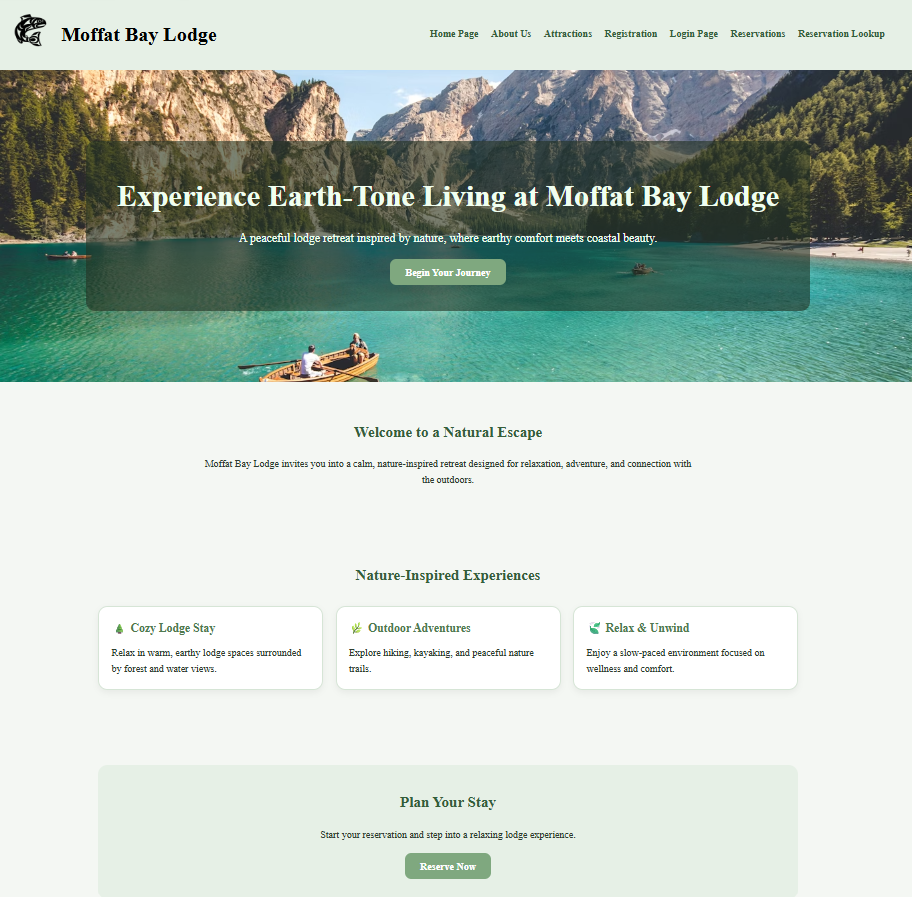 Moffat Bay Lodge
Home Page About Us Attractions Registration Login Page Reservations Reservation Lookup
Experience Earth-Tone Living at Moffat Bay Lodge
A peaceful lodge retreat inspired by nature, where earthy comfort meets coastal beauty.
Begin Your Journey
Welcome to a Natural Escape
Moffat Bay Lodge invites you into a calm, nature-inspired retreat designed for relaxation, adventure, and connection with
the outdoors.
Nature-Inspired Experiences
Cozy Lodge Stay
Relax in warm, earthy lodge spaces surrounded
by forest and water views.
Outdoor Adventures
Explore hiking, kayaking, and peaceful nature
trails.
Relax & Unwind
Enjoy a slow-paced environment focused on
wellness and comfort.
Plan Your Stay
Start your reservation and step into a relaxing lodge experience.
Reserve Now